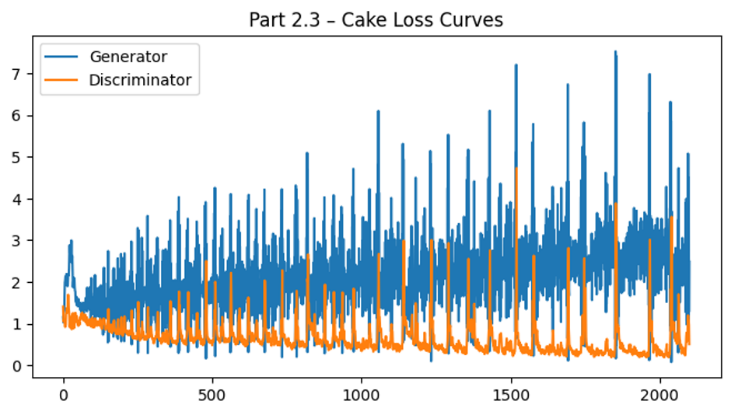 Part 2.3 – Cake Loss Curves
Generator
Discriminator
7
6
5
4
3
2
1
0
0 500 1000 1500 2000